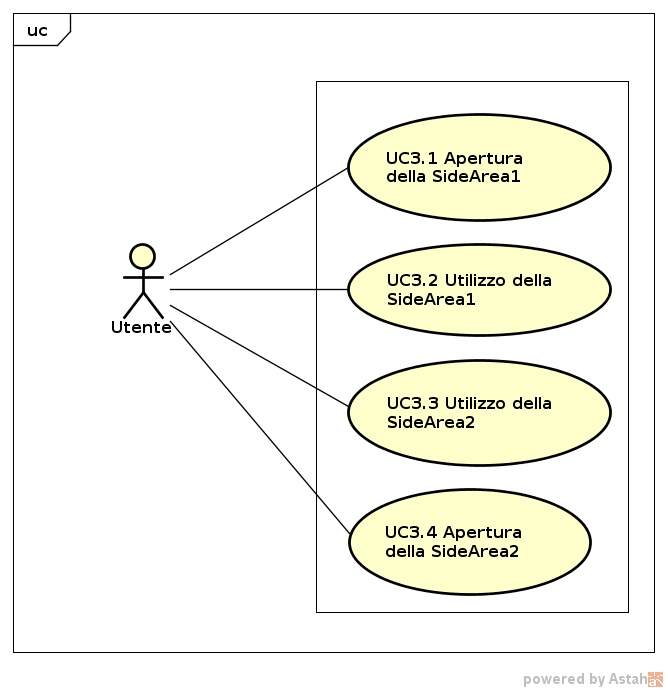 uc
UC3.1 Apertura
della SideArea1
UC3.2 Utilizzo della
SideArea1
Utente
UC3.3 Utilizzo della
SideArea2
UC3.4 Apertura
della SideArea2
powered by Astah